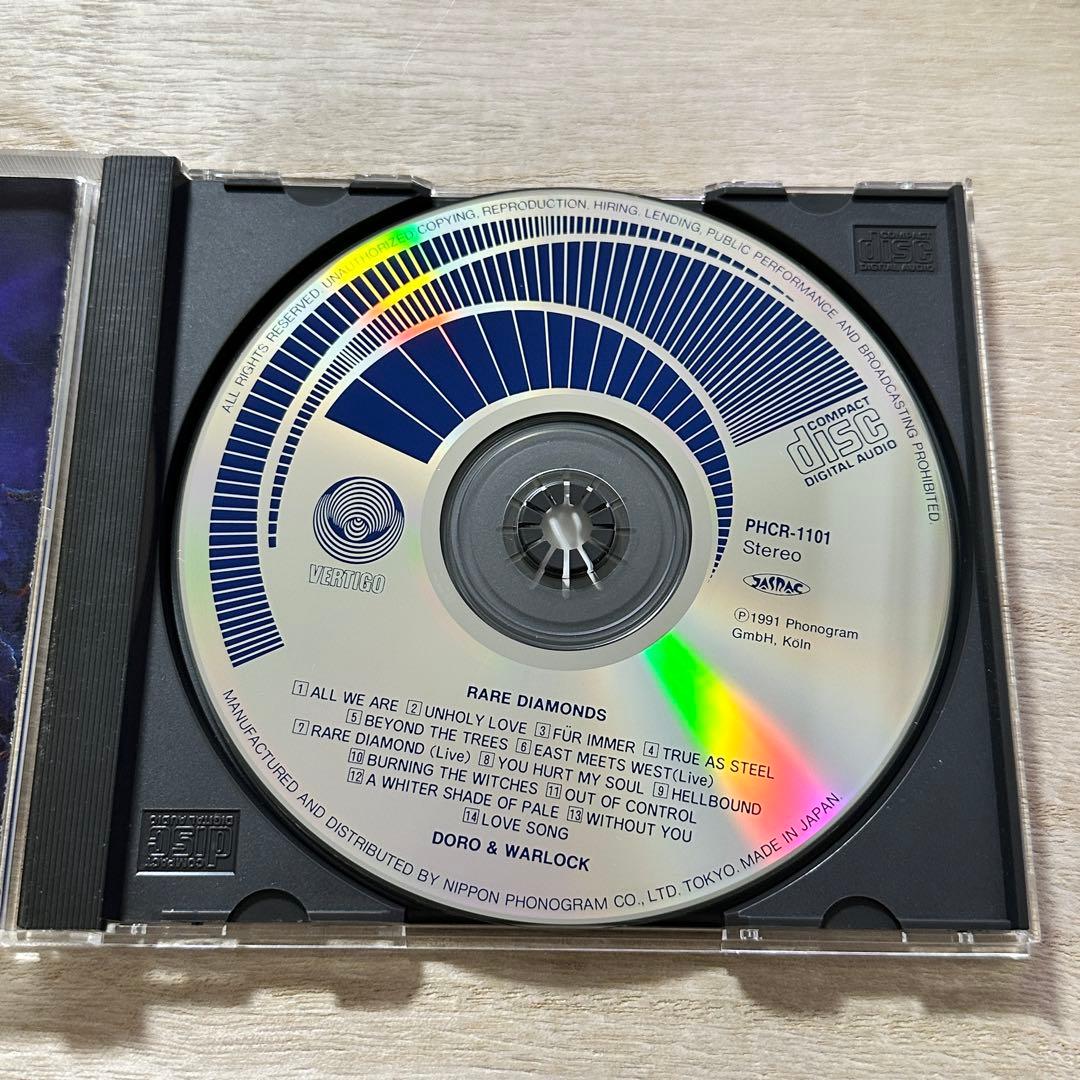 ALL RIGHTS RESERVED. UNAUTHORIZED COPYING, REPRODUCTION, HIRING, LENDING, PUBLIC PERFORMANCE AND BROADCASTING PROHIBITED.
COMPACT
disc
DIGITAL AUDIO
COMPACT
disc
DIGITAL AUDIO
VERTIGO
PHCR-1101
Stereo
JASRAC
Ⓟ1991 Phonogram
GmbH, Köln
RARE DIAMONDS
1 ALL WE ARE 2 UNHOLY LOVE 3 FÜR IMMER 4 TRUE AS STEEL
5 BEYOND THE TREES 6 EAST MEETS WEST(Live)
7 RARE DIAMOND (Live) 8 YOU HURT MY SOUL 9 HELLBOUND
10 BURNING THE WITCHES 11 OUT OF CONTROL
12 A WHITER SHADE OF PALE 13 WITHOUT YOU
14 LOVE SONG
DORO & WARLOCK
MANUFACTURED AND DISTRIBUTED BY NIPPON PHONOGRAM CO., LTD. TOKYO. MADE IN JAPAN.
COMPACT
disc
DIGITAL AUDIO